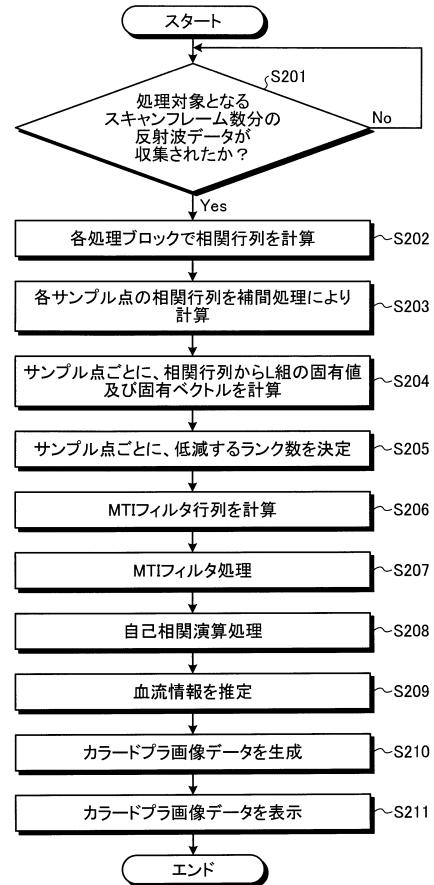 スタート
S201
処理対象となる
スキャンフレーム数分の
反射波データが
収集されたか？
No
Yes
各処理ブロックで相関行列を計算
S202
各サンプル点の相関行列を補間処理により
計算
S203
サンプル点ごとに、相関行列からL組の固有値
及び固有ベクトルを計算
S204
サンプル点ごとに、低減するランク数を決定
S205
MTIフィルタ行列を計算
S206
MTIフィルタ処理
S207
自己相関演算処理
S208
血流情報を推定
S209
カラードプラ画像データを生成
S210
カラードプラ画像データを表示
S211
エンド